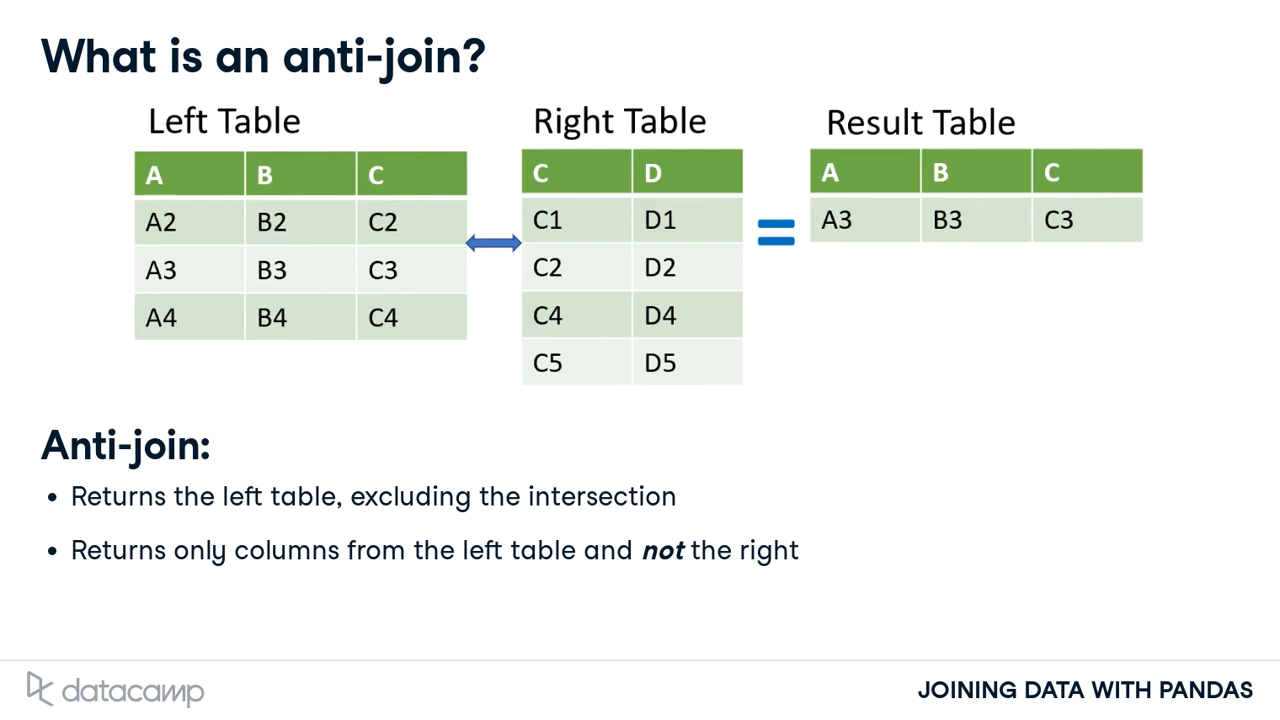 What is an anti-join?
Left Table
A B C
A2 B2 C2
A3 B3 C3
A4 B4 C4
Right Table
C D
C1 D1
C2 D2
C4 D4
C5 D5
=
Result Table
A B C
A3 B3 C3
Anti-join:
• Returns the left table, excluding the intersection
• Returns only columns from the left table and not the right
datacamp
JOINING DATA WITH PANDAS